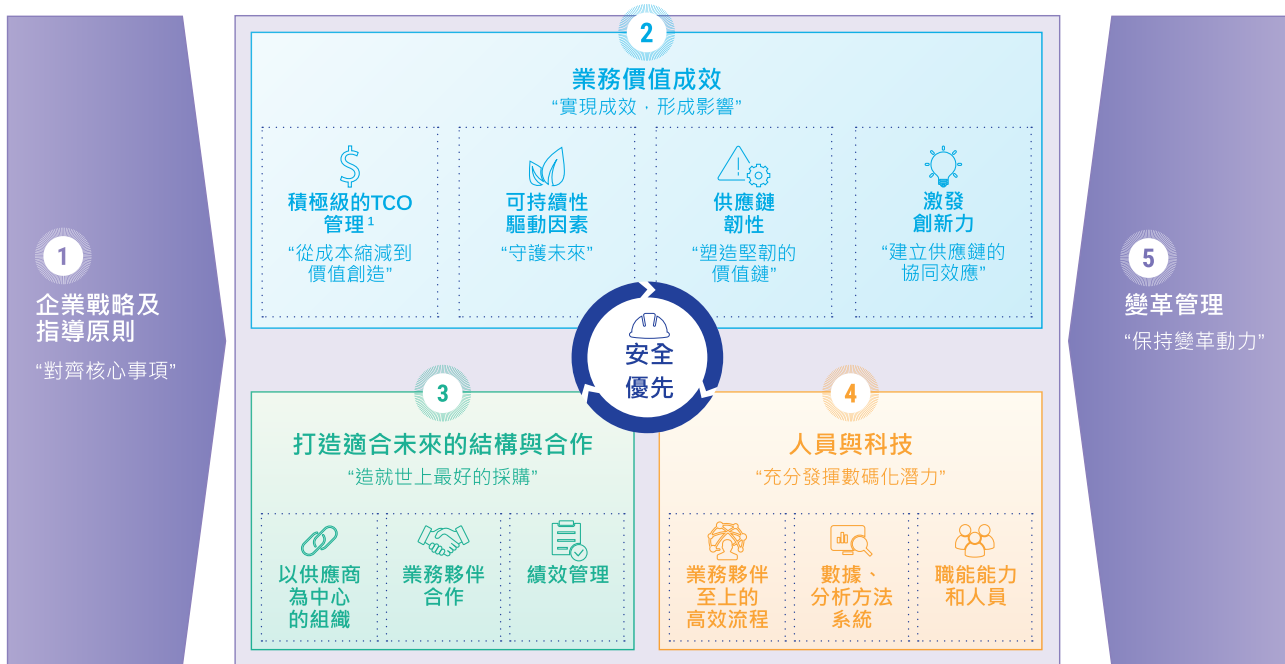 1
企業戰略及
指導原則
“對齊核心事項”
2
業務價值成效
“實現成效，形成影響”
積極級的TCO
管理¹
“從成本縮減到
價值創造”
可持續性
驅動因素
“守護未來”
供應鏈
韌性
“塑造堅韌的
價值鏈”
激發
創新力
“建立供應鏈的
協同效應”
安全
優先
3
打造適合未來的結構與合作
“造就世上最好的採購”
以供應商
為中心
的組織
業務夥伴
合作
績效管理
4
人員與科技
“充分發揮數碼化潛力”
業務夥伴
至上的
高效流程
數據、
分析方法
系統
職能能力
和人員
5
變革管理
“保持變革動力”